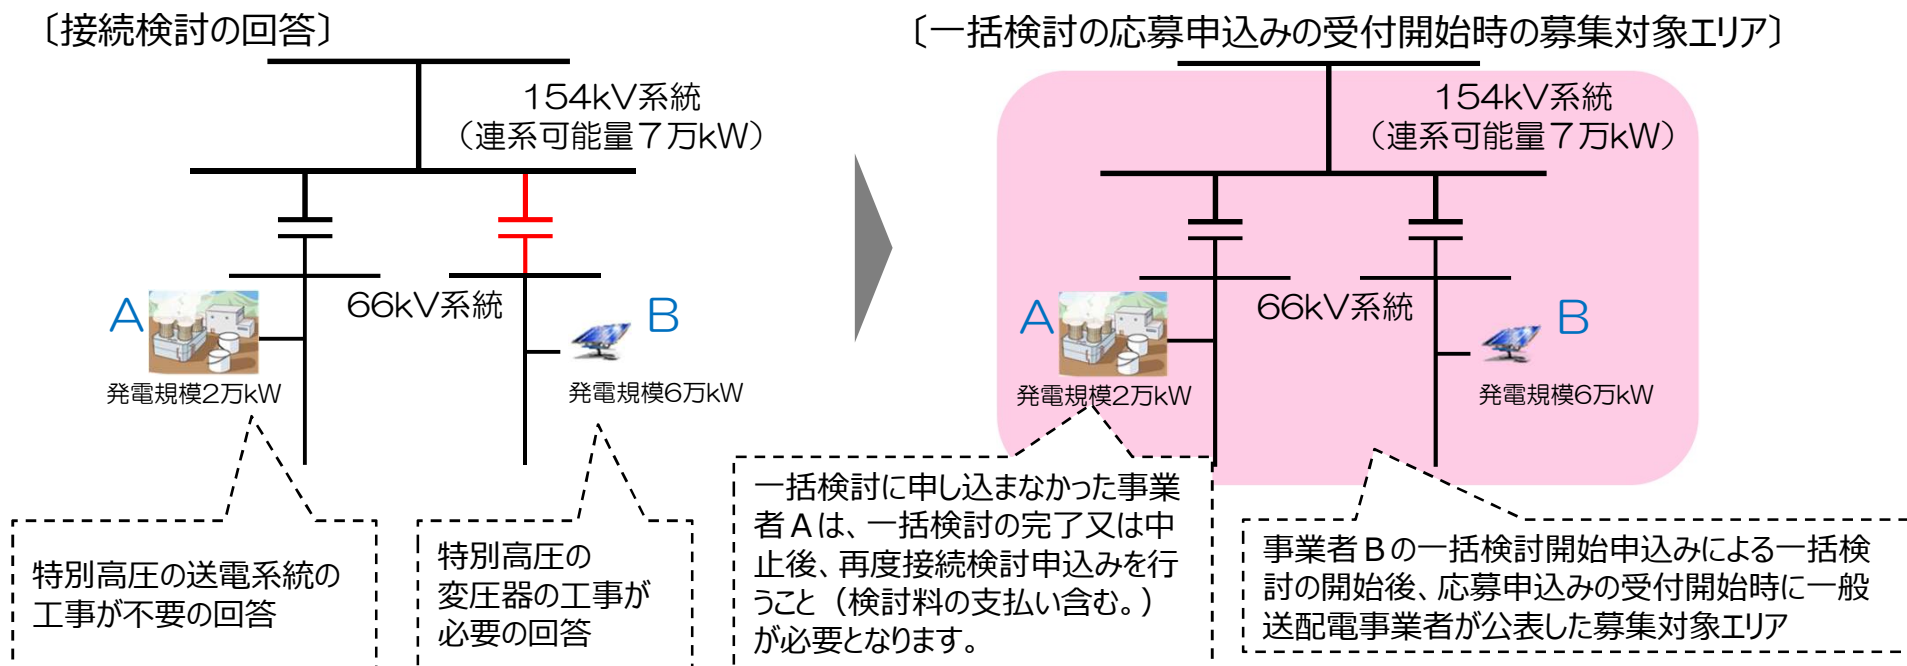 〔接続検討の回答〕
154kV系統
（連系可能量７万kW）
66kV系統
A
発電規模2万kW
B
発電規模6万kW
特別高圧の送電系統の
工事が不要の回答
特別高圧の
変圧器の工事が
必要の回答
〔一括検討の応募申込みの受付開始時の募集対象エリア〕
154kV系統
（連系可能量７万kW）
66kV系統
A
発電規模2万kW
B
発電規模6万kW
一括検討に申し込まなかった事業
者Ａは、一括検討の完了又は中
止後、再度接続検討申込みを行
うこと（検討料の支払い含む。）
が必要となります。
事業者Ｂの一括検討開始申込みによる一括検
討の開始後、応募申込みの受付開始時に一般
送配電事業者が公表した募集対象エリア